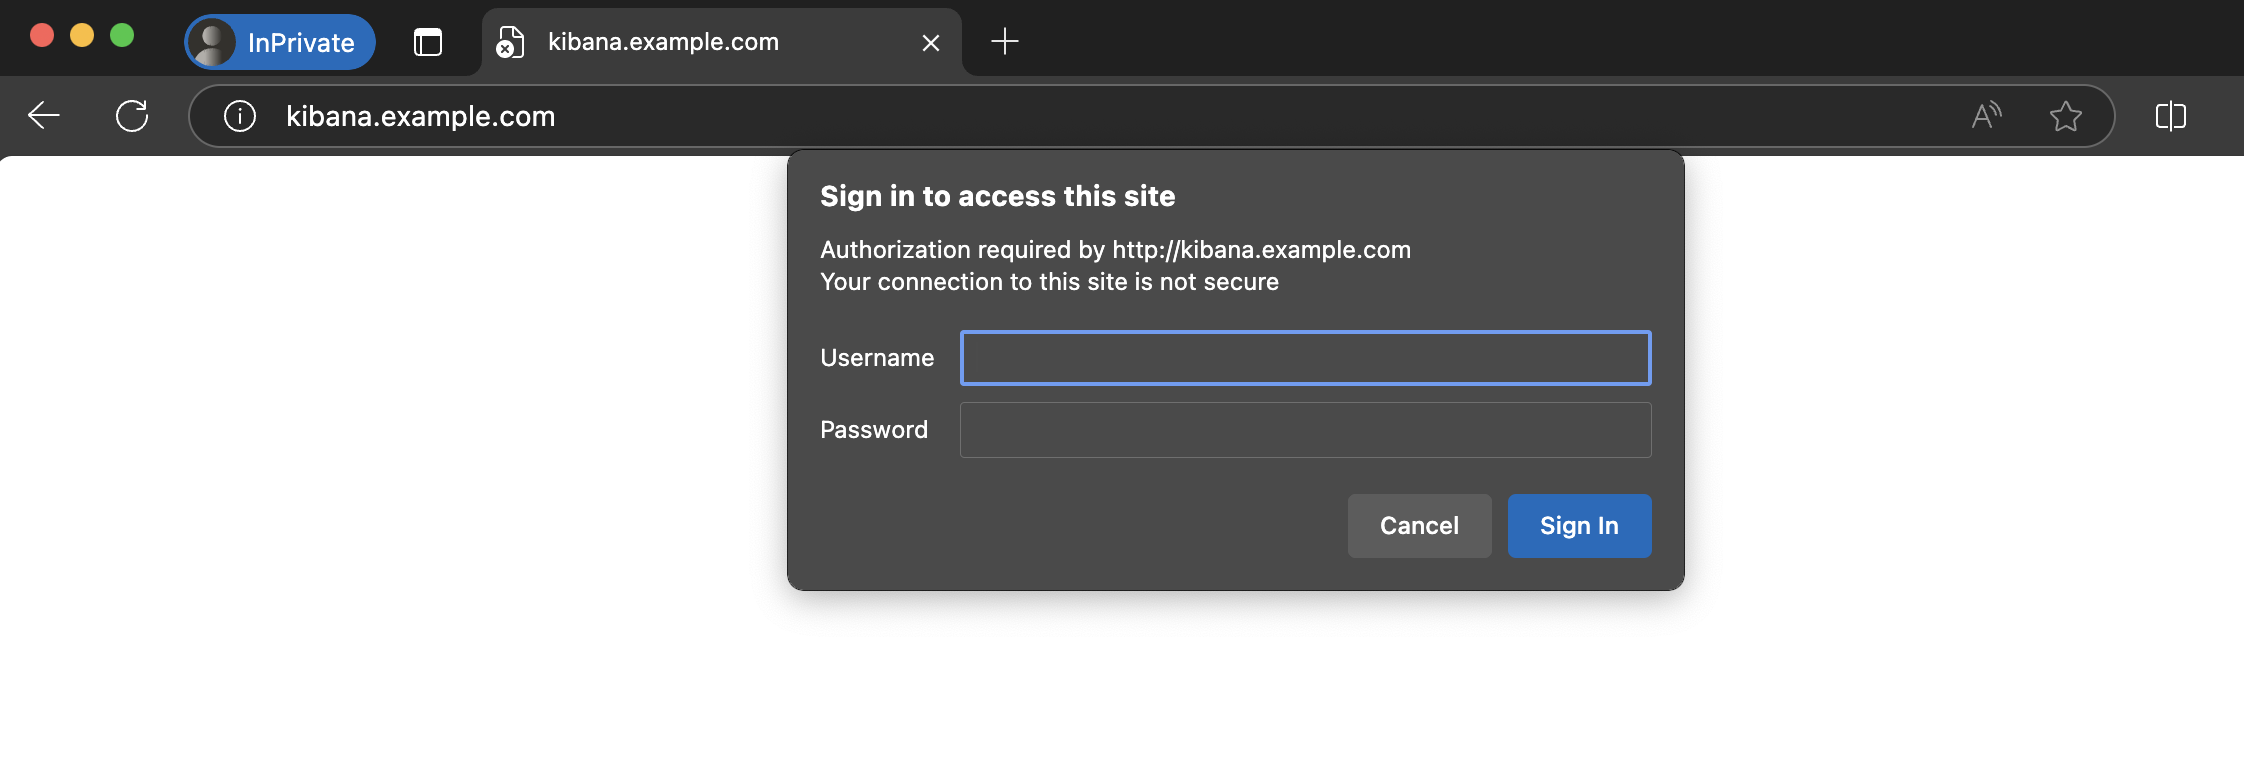 InPrivate
kibana.example.com
kibana.example.com
Sign in to access this site
Authorization required by http://kibana.example.com
Your connection to this site is not secure
Username
Password
Cancel Sign In